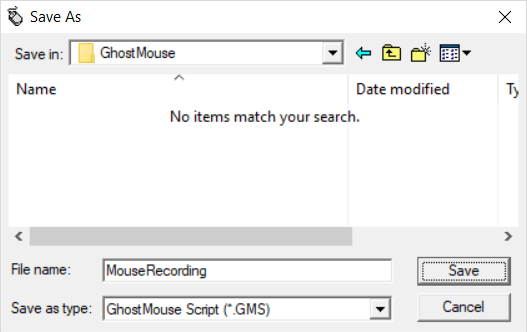 Save As
Save in: GhostMouse
Name Date modified Ty
No items match your search.
File name: MouseRecording Save
Save as type: GhostMouse Script (*.GMS) Cancel